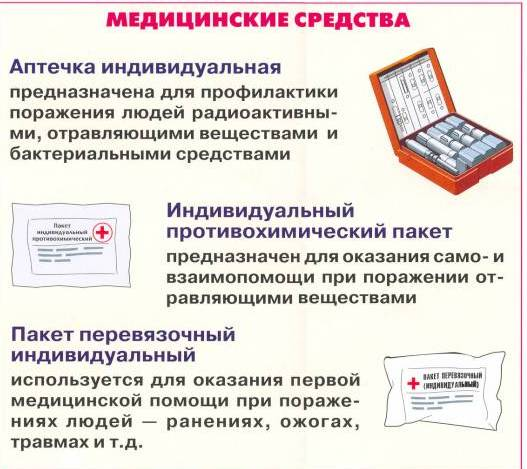 МЕДИЦИНСКИЕ СРЕДСТВА
Аптечка индивидуальная
предназначена для профилактики
поражения людей радиоактивны-
ми, отравляющими веществами и
бактериальными средствами
Индивидуальный
противохимический пакет
предназначен для оказания само- и
взаимопомощи при поражении от-
равляющими веществами
Пакет
индивидуальный
противохимический
Пакет перевязочный
индивидуальный
используется для оказания первой
медицинской помощи при пораже-
ниях людей — ранениях, ожогах,
травмах и т.д.
ПАКЕТ ПЕРЕВЯЗОЧНЫЙ
(ИНДИВИДУАЛЬНЫЙ)